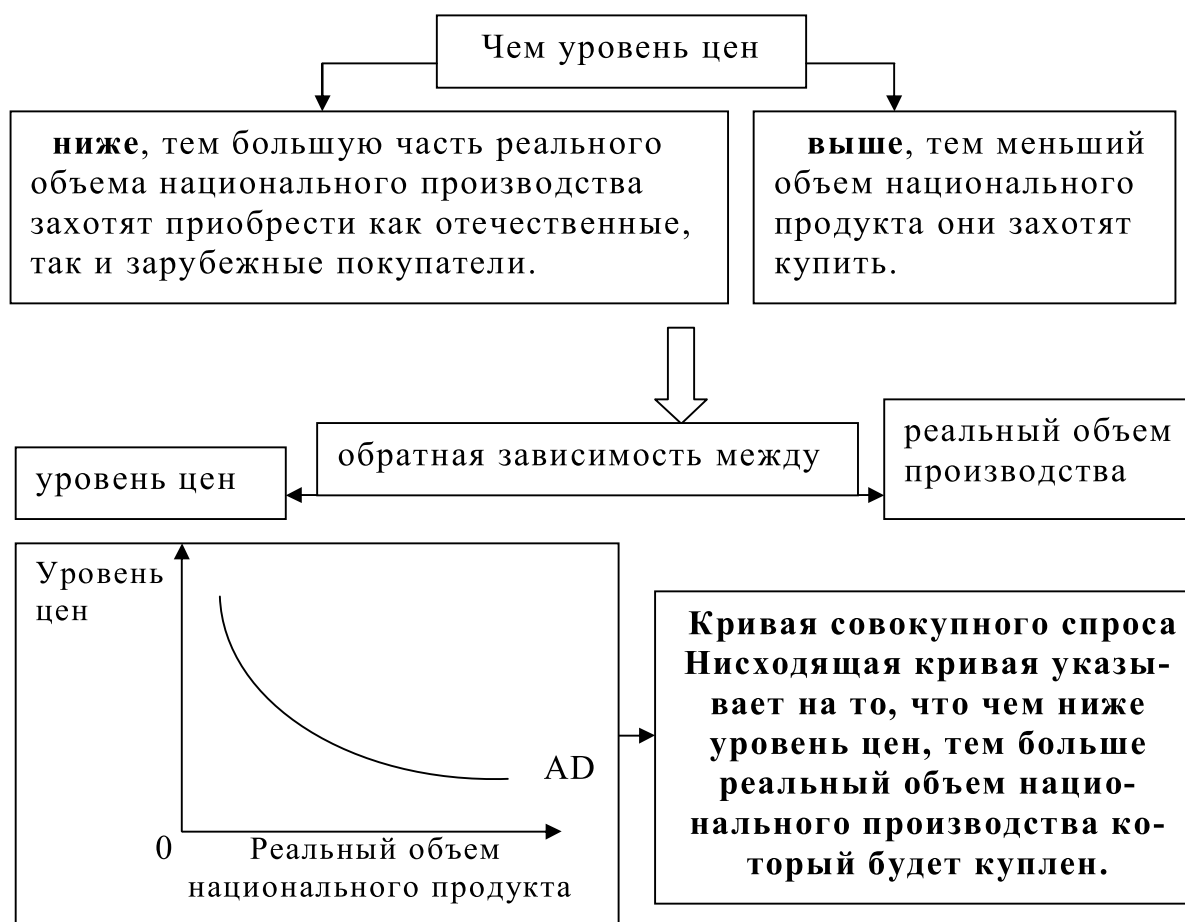 Чем уровень цен
ниже, тем большую часть реального
объема национального производства
захотят приобрести как отечественные,
так и зарубежные покупатели.
выше, тем меньший
объем национального
продукта они захотят
купить.
уровень цен
обратная зависимость между
реальный объем
производства
Уровень
цен
AD
0
Реальный объем
национального продукта
Кривая совокупного спроса
Нисходящая кривая указы-
вает на то, что чем ниже
уровень цен, тем больше
реальный объем нацио-
нального производства ко-
торый будет куплен.